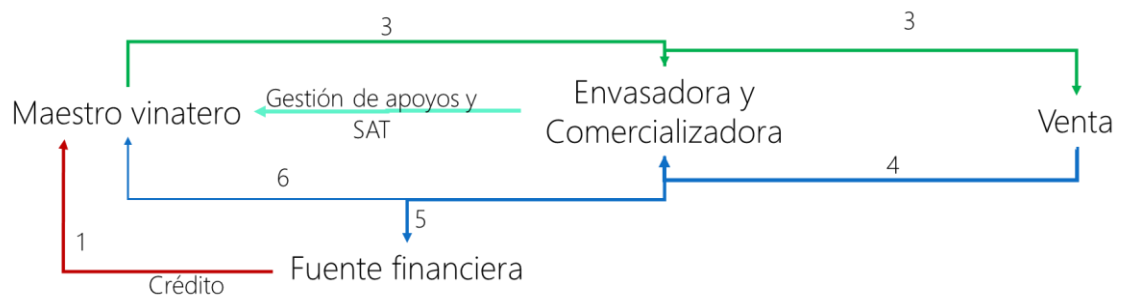 3
3
Gestión de apoyos y
SAT
Envasadora y
Comercializadora
Maestro vinatero
Venta
6
4
5
1
Crédito
Fuente financiera